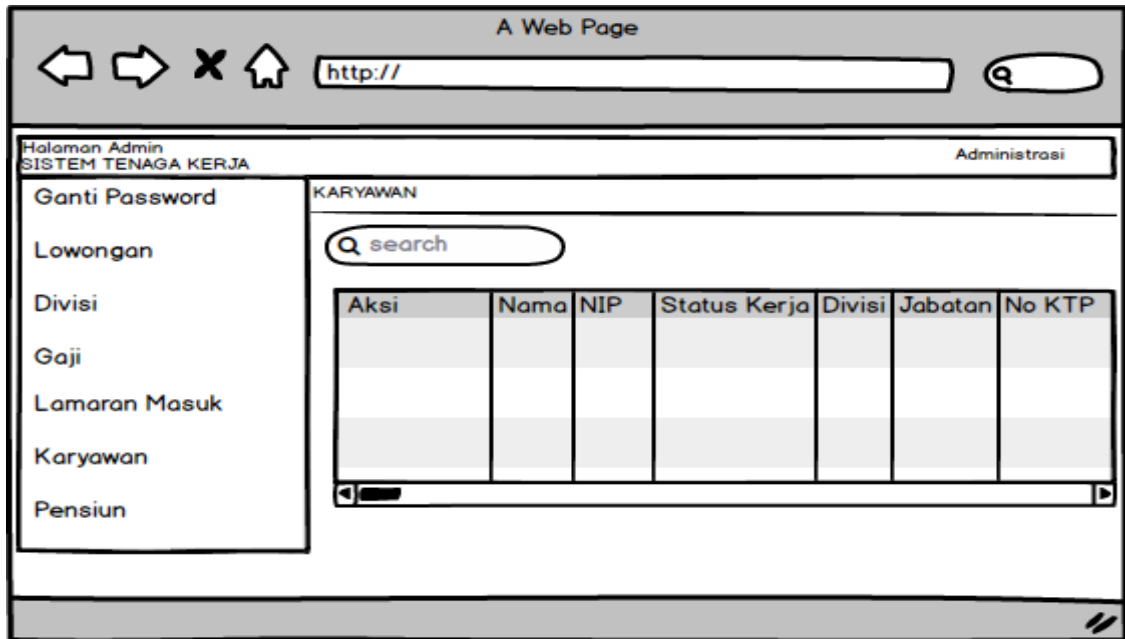 A Web Page
http://
Halaman Admin
SISTEM TENAGA KERJA
Administrasi
Ganti Password
Lowongan
Divisi
Gaji
Lamaran Masuk
Karyawan
Pensiun
KARYAWAN
search
Aksi Nama NIP Status Kerja Divisi Jabatan No KTP